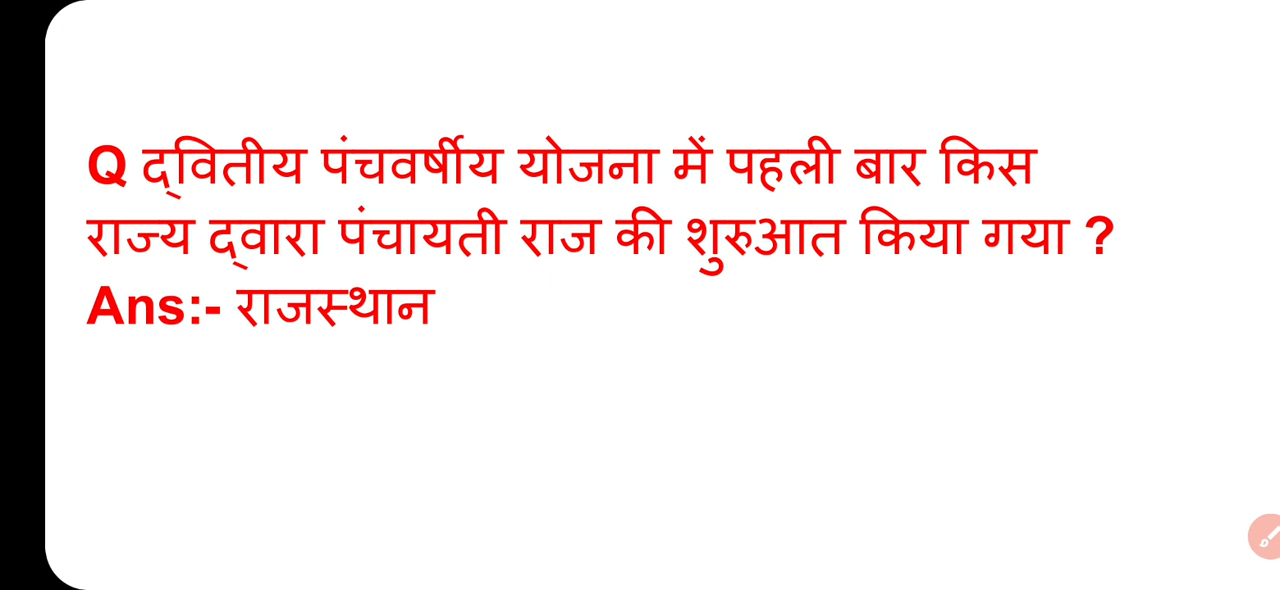 Q द्वितीय पंचवर्षीय योजना में पहली बार किस
राज्य द्वारा पंचायती राज की शुरुआत किया गया ?
Ans:- राजस्थान